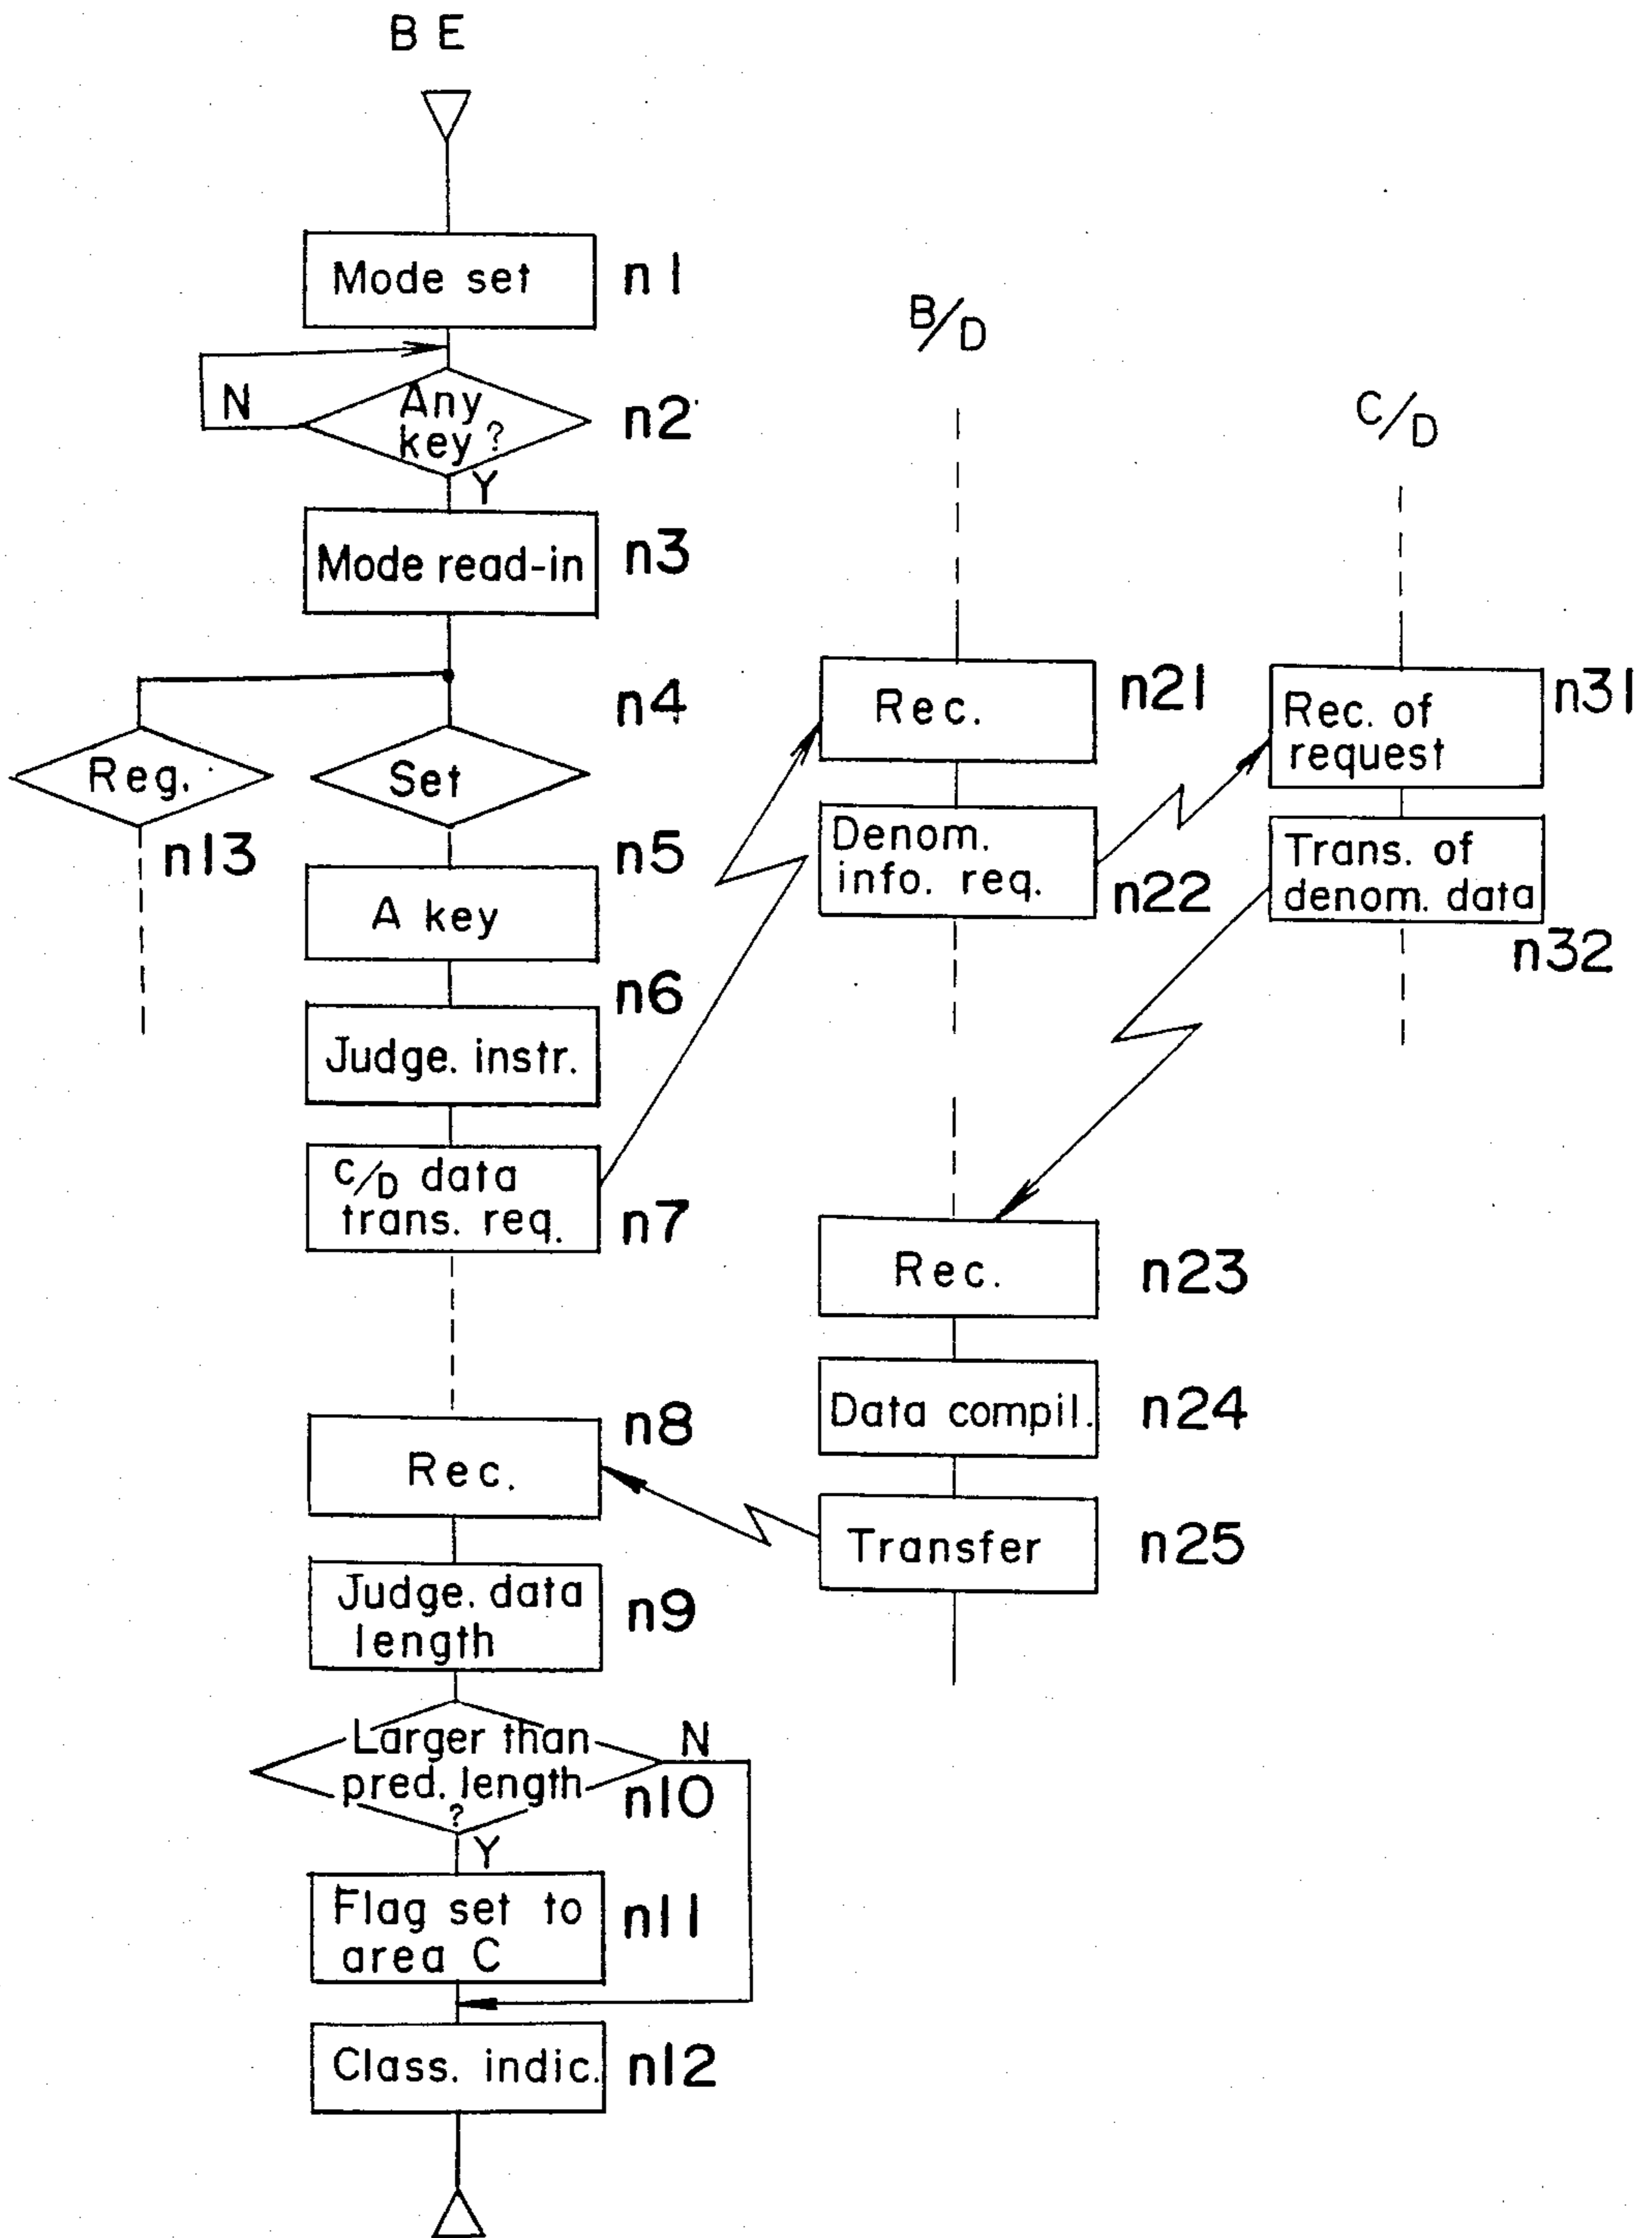 BE
Mode set
n1
N
Any
key?
n2
Y
Mode read-in
n3
n4
Reg.
n13
Set
n5
A key
n6
Judge. instr.
C/D data
trans. req.
n7
n8
Rec.
Judge. data
length
n9
Larger than
pred. length
?
N
n10
Y
Flag set to
area C
n11
Class. indic.
n12
B/D
Rec.
n21
Denom.
info. req.
n22
Rec.
n23
Data compil.
n24
Transfer
n25
C/D
Rec. of
request
n31
Trans. of
denom. data
n32